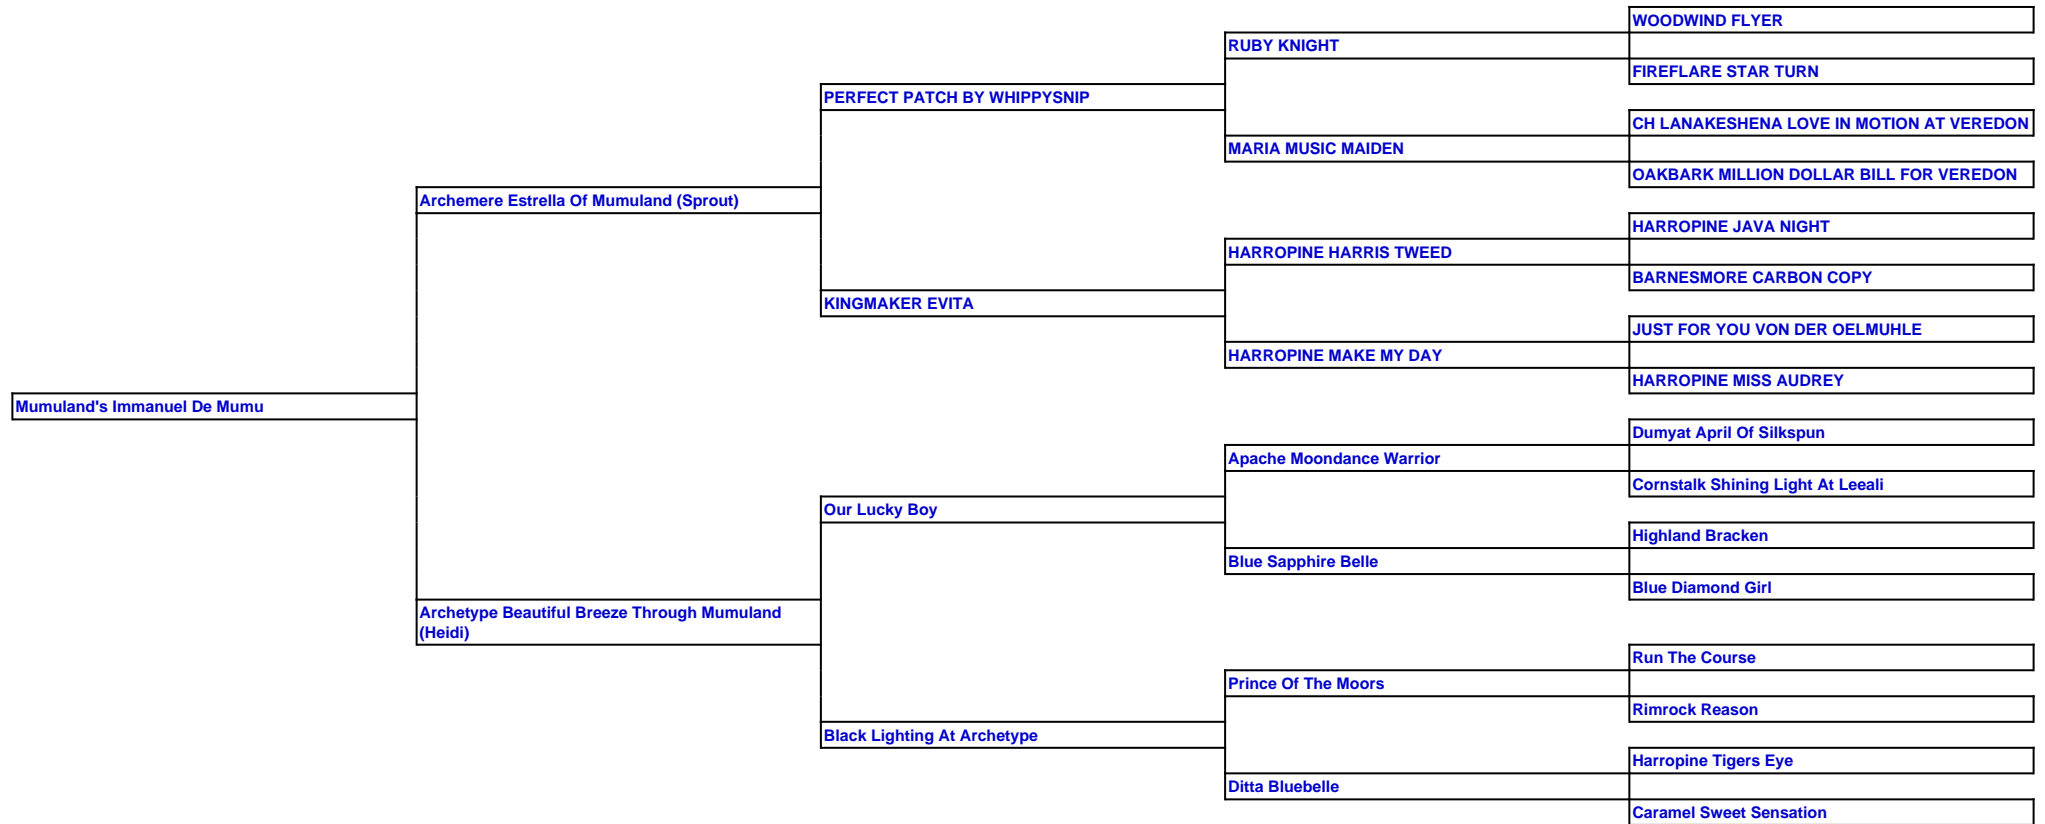 WOODWIND FLYER
RUBY KNIGHT
FIREFLARE STAR TURN
PERFECT PATCH BY WHIPPYSNIP
CH LANAKESHENA LOVE IN MOTION AT VEREDON
MARIA MUSIC MAIDEN
OAKBARK MILLION DOLLAR BILL FOR VEREDON
Archemere Estrella Of Mumuland (Sprout)
HARROPINE JAVA NIGHT
HARROPINE HARRIS TWEED
BARNESMORE CARBON COPY
KINGMAKER EVITA
JUST FOR YOU VON DER OELMUHLE
HARROPINE MAKE MY DAY
HARROPINE MISS AUDREY
Mumuland's Immanuel De Mumu
Dumyat April Of Silkspun
Apache Moondance Warrior
Cornstalk Shining Light At Leeali
Our Lucky Boy
Highland Bracken
Blue Sapphire Belle
Blue Diamond Girl
Archetype Beautiful Breeze Through Mumuland
(Heidi)
Run The Course
Prince Of The Moors
Rimrock Reason
Black Lighting At Archetype
Harropine Tigers Eye
Ditta Bluebelle
Caramel Sweet Sensation